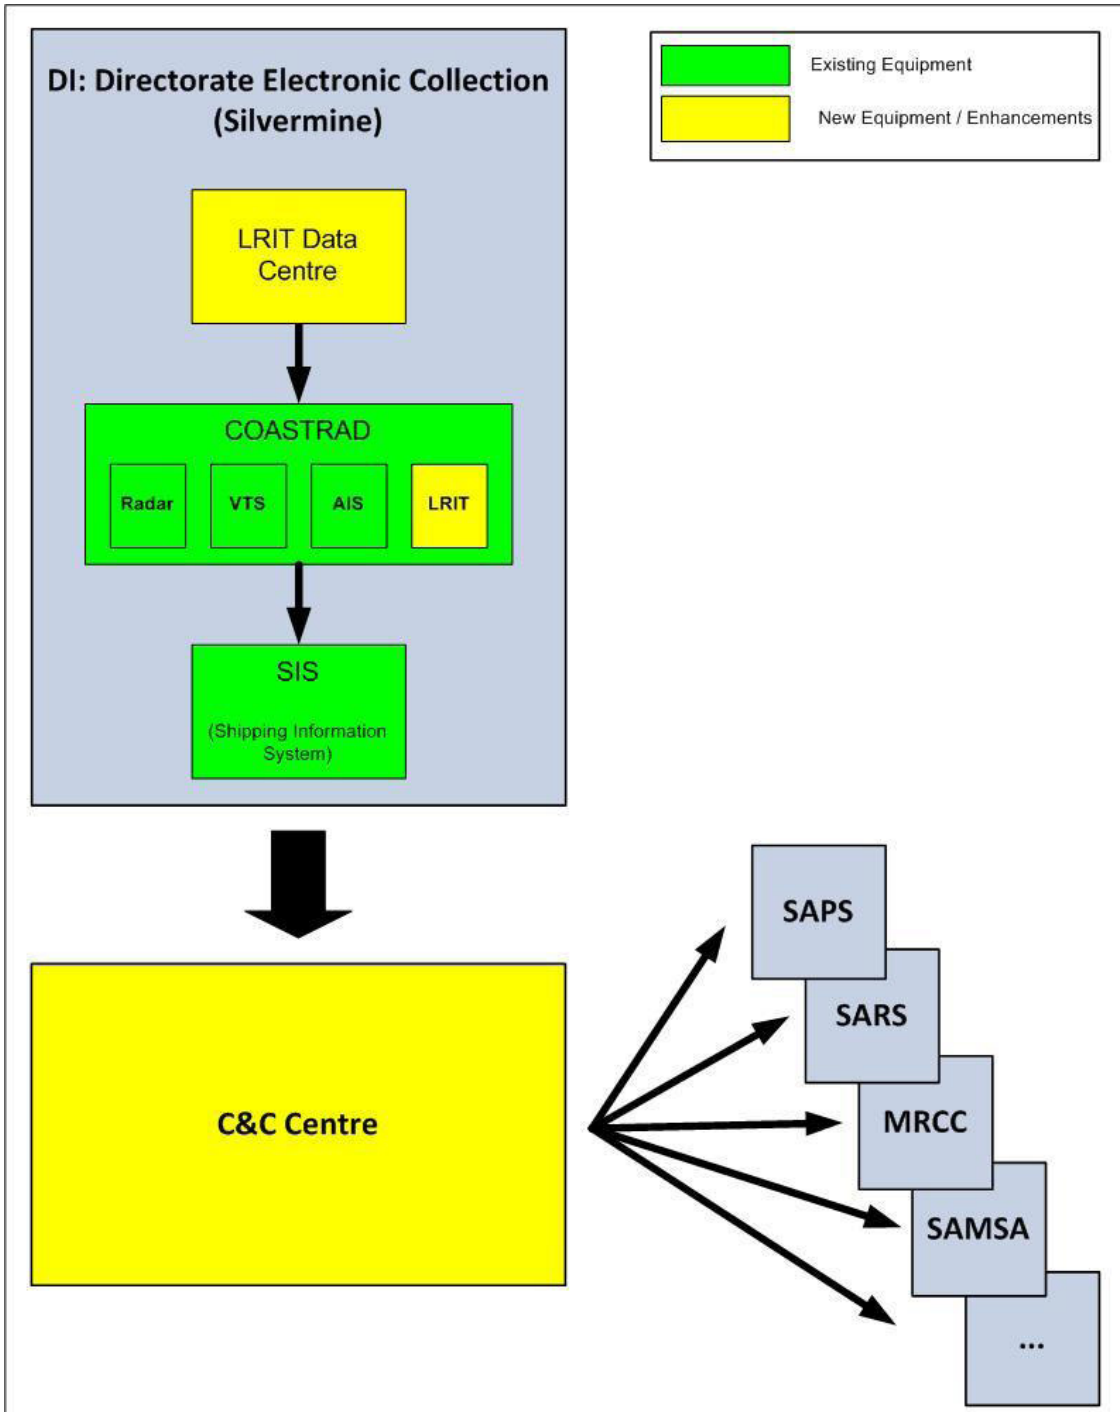 DI: Directorate Electronic Collection
(Silvermine)
Existing Equipment
New Equipment / Enhancements
LRIT Data
Centre
COASTRAD
Radar
VTS
AIS
LRIT
SIS
(Shipping Information
System)
C&C Centre
SAPS
SARS
MRCC
SAMSA
...